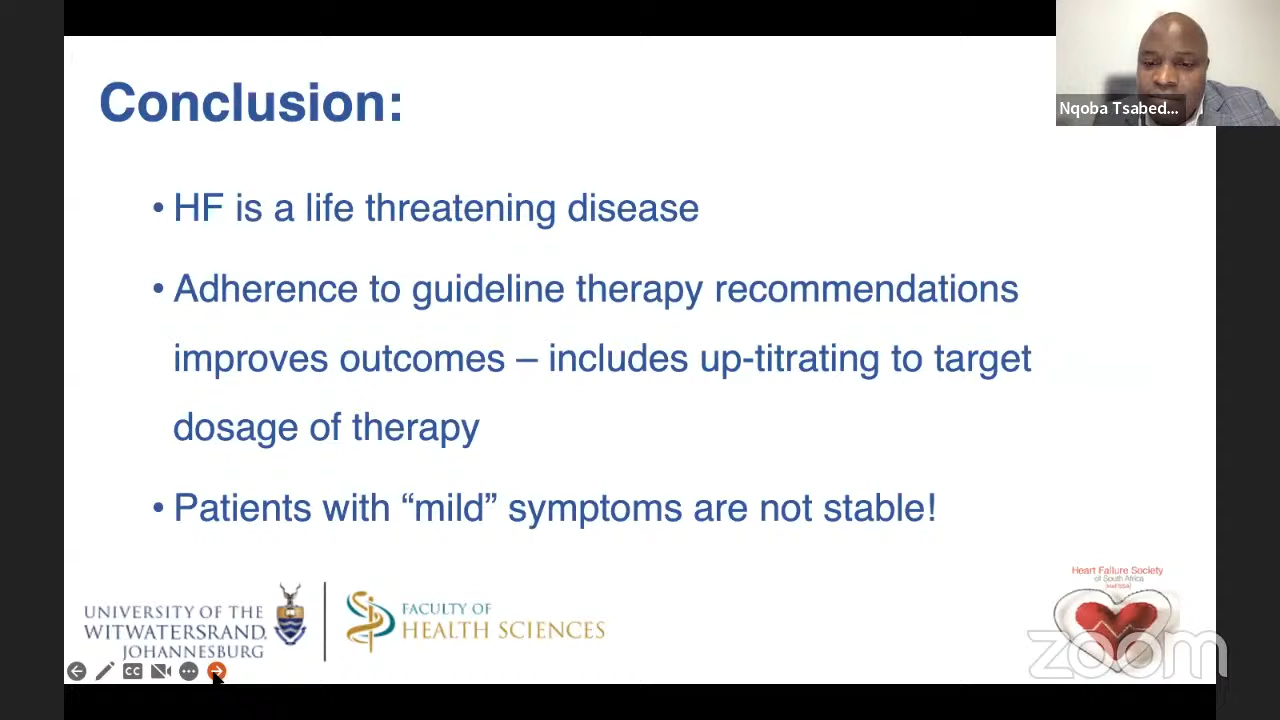 Conclusion:
Nqoba Tsabed...
• HF is a life threatening disease
• Adherence to guideline therapy recommendations
improves outcomes – includes up-titrating to target
dosage of therapy
• Patients with “mild” symptoms are not stable!
UNIVERSITY OF THE
WITWATERSRAND,
JOHANNESBURG
FACULTY OF
HEALTH SCIENCES
Heart Failure Society
of South Africa
(HeFSSA)
zoom
CC